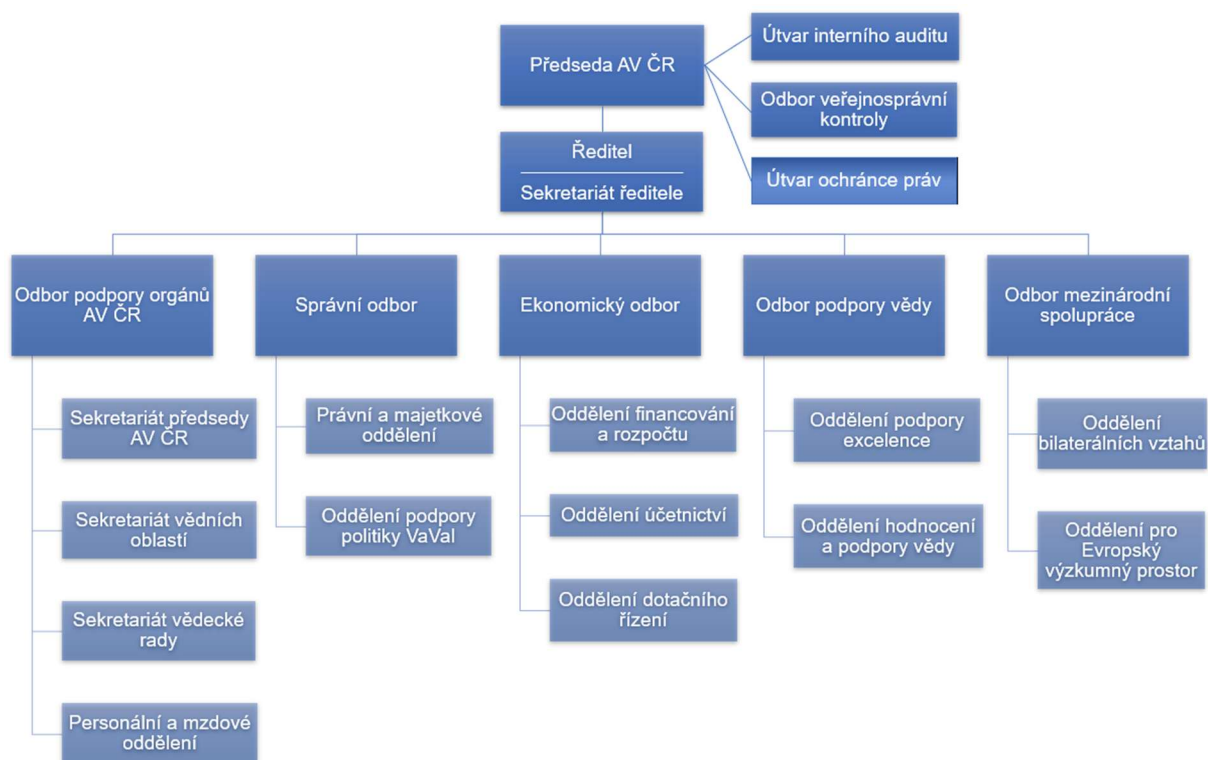 Předseda AV ČR
Útvar interního auditu
Odbor veřejnosprávní
kontroly
Útvar ochránce práv
Ředitel
Sekretariát ředitele
Odbor podpory orgánů
AV ČR
Sekretariát předsedy
AV ČR
Sekretariát vědních
oblastí
Sekretariát vědecké
rady
Personální a mzdové
oddělení
Správní odbor
Právní a majetkové
oddělení
Oddělení podpory
politiky VaVaI
Ekonomický odbor
Oddělení financování
a rozpočtu
Oddělení účetnictví
Oddělení dotačního
řízení
Odbor podpory vědy
Oddělení podpory
excelence
Oddělení hodnocení
a podpory vědy
Odbor mezinárodní
spolupráce
Oddělení
bilaterálních vztahů
Oddělení pro
Evropský
výzkumný prostor